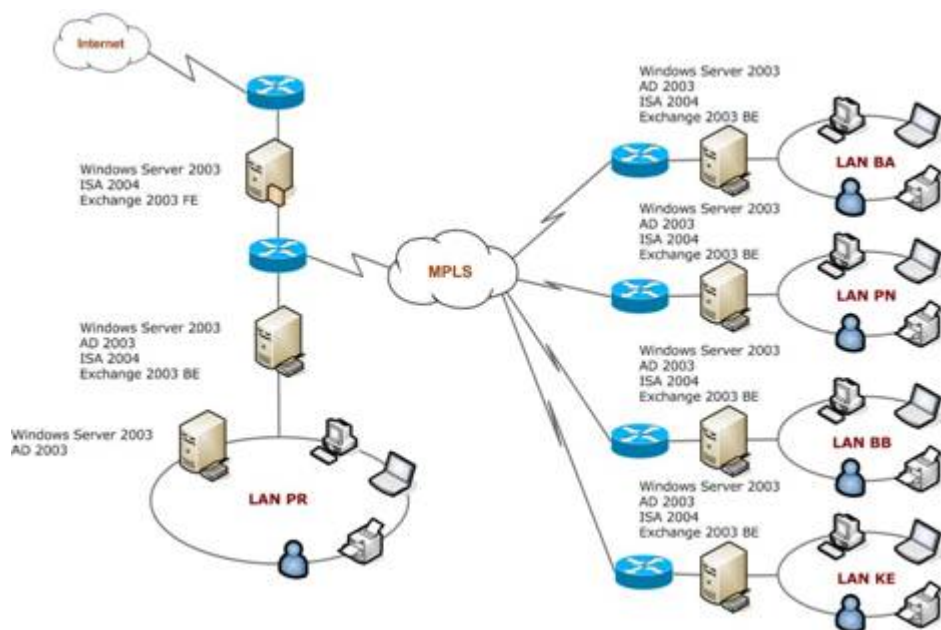 Internet
Windows Server 2003
ISA 2004
Exchange 2003 FE
Windows Server 2003
AD 2003
ISA 2004
Exchange 2003 BE
Windows Server 2003
AD 2003
LAN PR
MPLS
Windows Server 2003
AD 2003
ISA 2004
Exchange 2003 BE
LAN BA
Windows Server 2003
AD 2003
ISA 2004
Exchange 2003 BE
LAN PN
Windows Server 2003
AD 2003
ISA 2004
Exchange 2003 BE
LAN BB
Windows Server 2003
AD 2003
ISA 2004
Exchange 2003 BE
LAN KE